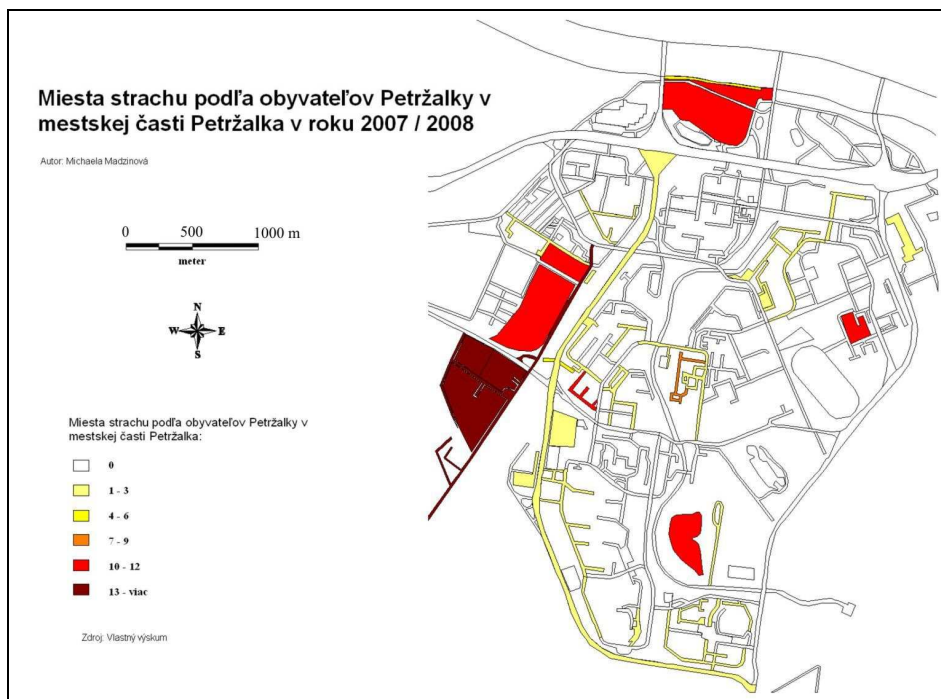 Miesta strachu podľa obyvateľov Petržalky v
mestskej časti Petržalka v roku 2007 / 2008
Autor: Michaela Madzinová
0 500 1000 m
meter
N
W E
S
Miesta strachu podľa obyvateľov Petržalky v
mestskej časti Petržalka:
0
1 - 3
4 - 6
7 - 9
10 - 12
13 - viac
Zdroj: Vlastný výskum